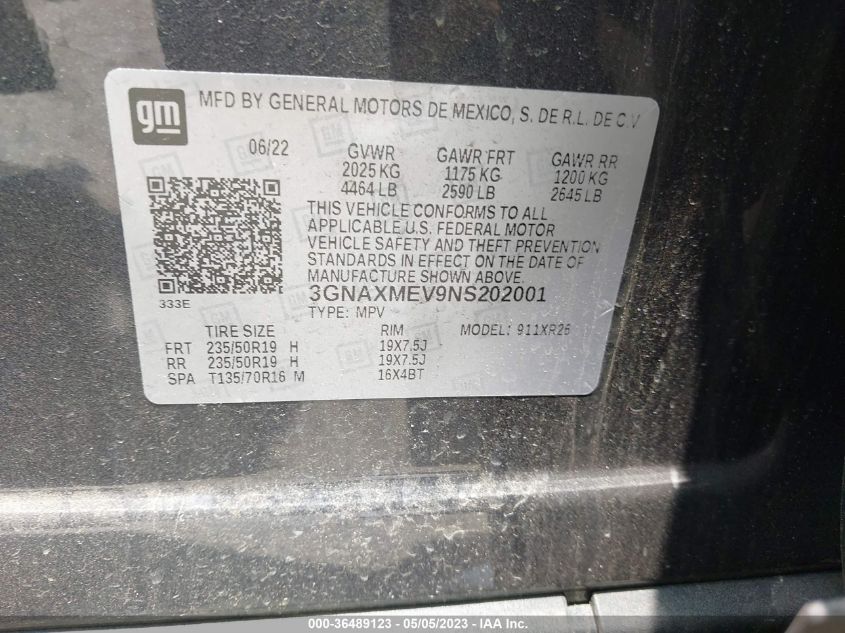 gm
MFD BY GENERAL MOTORS DE MEXICO, S. DE R.L. DE C.V
06/22 GVWR GAWR FRT GAWR RR
2025 KG 1175 KG 1200 KG
4464 LB 2590 LB 2645 LB
THIS VEHICLE CONFORMS TO ALL
APPLICABLE U.S. FEDERAL MOTOR
VEHICLE SAFETY AND THEFT PREVENTION
STANDARDS IN EFFECT ON THE DATE OF
MANUFACTURE SHOWN ABOVE.
333E
3GNAXMEV9NS202001
TYPE: MPV
TIRE SIZE RIM MODEL: 911XR26
FRT 235/50R19 H 19X7.5J
RR 235/50R19 H 19X7.5J
SPA T135/70R16 M 16X4BT
000-36489123 - 05/05/2023 - IAAI.com